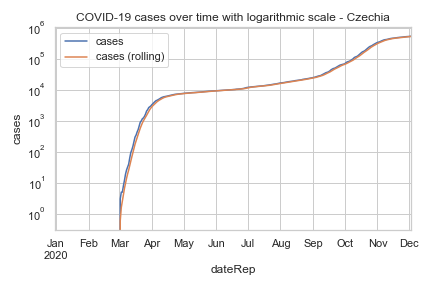 COVID-19 cases over time with logarithmic scale - Czechia
cases
cases (rolling)
10^6
10^5
10^4
10^3
10^2
10^1
10^0
cases
Jan Feb Mar Apr May Jun Jul Aug Sep Oct Nov Dec
2020
dateRep